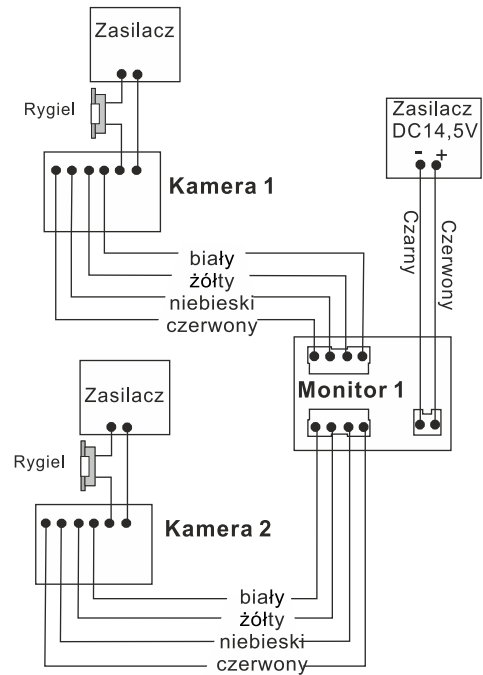 Zasilacz
Rygiel
Kamera 1
Zasilacz
DC14,5V
- +
Czarny
Czerwony
biały
żółty
niebieski
czerwony
Monitor 1
Zasilacz
Rygiel
Kamera 2
biały
żółty
niebieski
czerwony